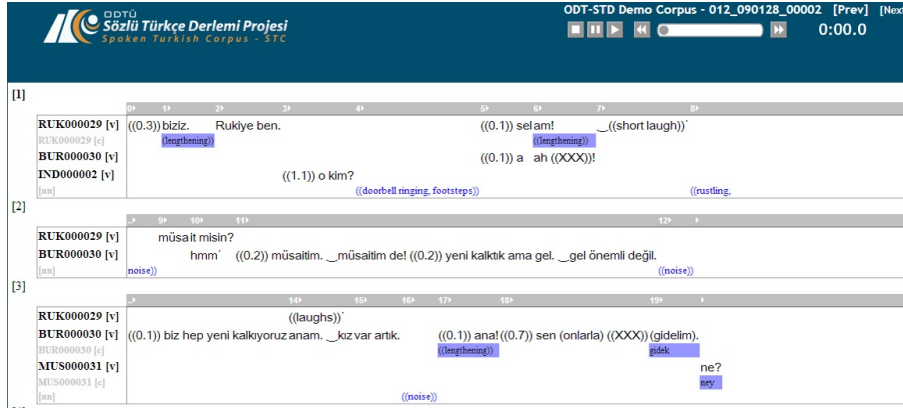 ODTÜ
Sözlü Türkçe Derlemi Projesi
Spoken Turkish Corpus - STC
ODT-STD Demo Corpus - 012_090128_00002 [Prev] [Next
0:00.0
[1]
0 1 2 3 4 5 6 7 8
RUK000029 [v] ((0.3)) biziz. Rukiye ben. ((0.1)) selam! ‿((short laugh))˙
RUK000029 [c] (lengthening)) ((lengthening))
BUR000030 [v] ((0.1)) a ah ((XXX))!
IND000002 [v] ((1.1)) o kim?
[nn] ((doorbell ringing, footsteps)) ((rustling,
[2]
.. 9 10 11 12
RUK000029 [v] müsait misin?
BUR000030 [v] hmm˙ ((0.2)) müsaitim. ‿müsaitim de! ((0.2)) yeni kalktık ama gel. ‿gel önemli değil.
[nn] noise)) ((noise))
[3]
.. 14 15 16 17 18 19
RUK000029 [v] ((laughs))˙
BUR000030 [v] ((0.1)) biz hep yeni kalkıyoruz anam. ‿kız var artık. ((0.1)) ana! ((0.7)) sen (onlarla) ((XXX)) (gidelim).
BUR000030 [c] ((lengthening)) gidek
MUS000031 [v] ne?
MUS000031 [c] ney
[nn] ((noise))